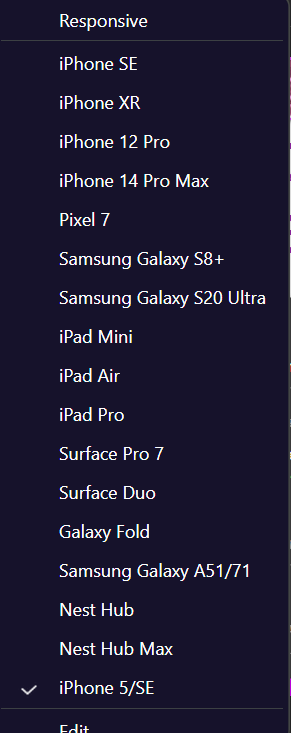 Responsive
iPhone SE
iPhone XR
iPhone 12 Pro
iPhone 14 Pro Max
Pixel 7
Samsung Galaxy S8+
Samsung Galaxy S20 Ultra
iPad Mini
iPad Air
iPad Pro
Surface Pro 7
Surface Duo
Galaxy Fold
Samsung Galaxy A51/71
Nest Hub
Nest Hub Max
iPhone 5/SE
Edit